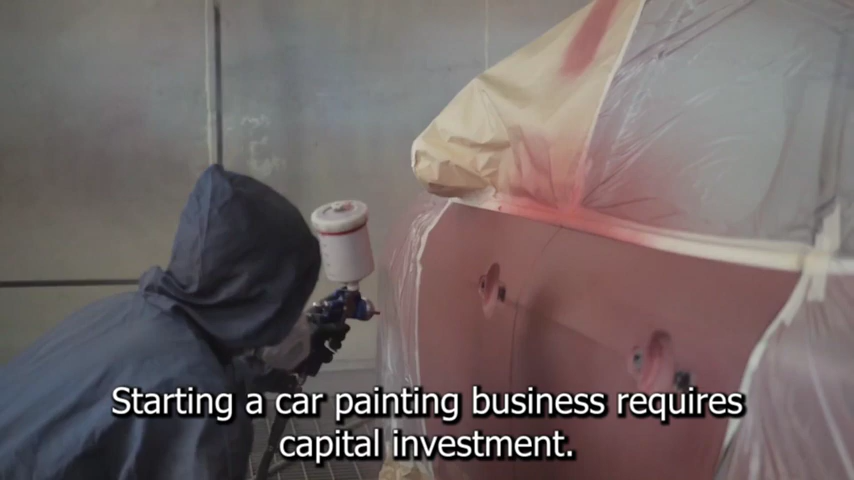 Starting a car painting business requires
capital investment.